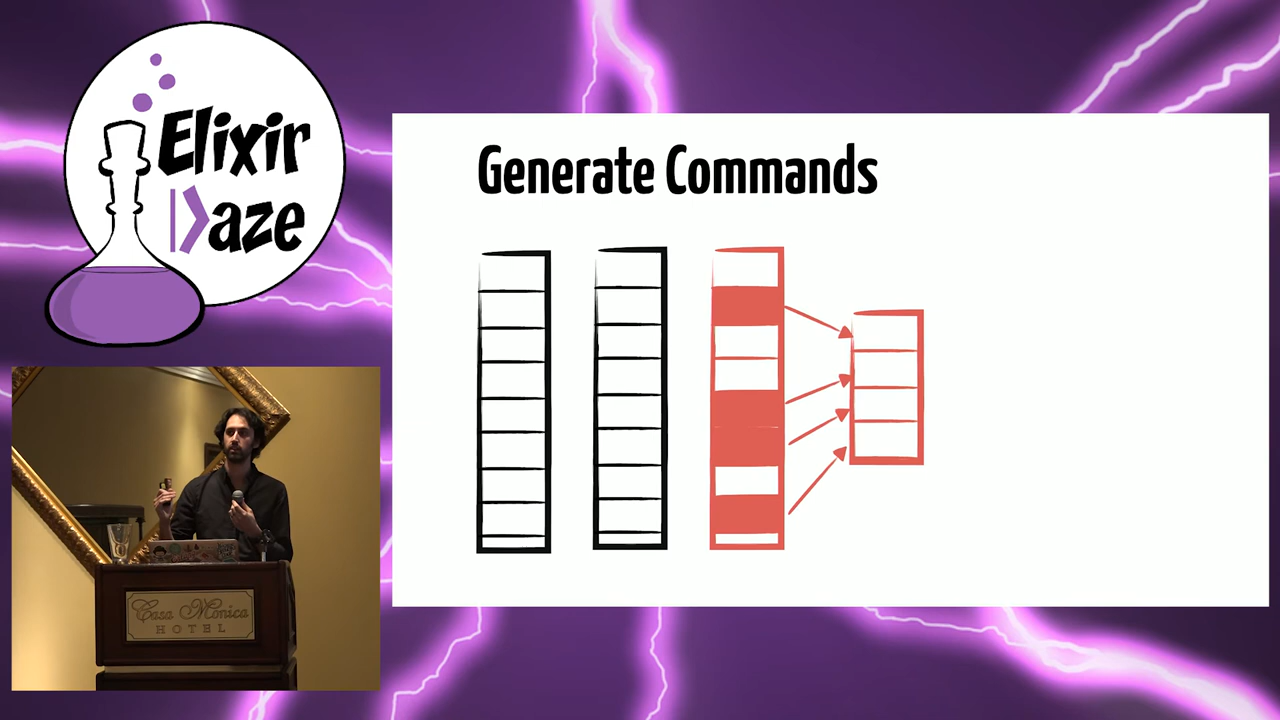 Elixir
|>aze
Generate Commands
Casa Monica
HOTEL